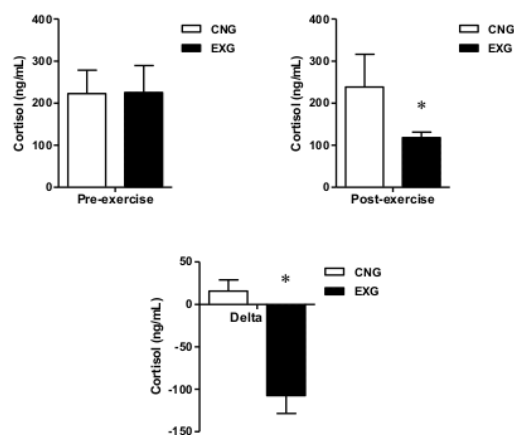 400
300
200
100
0
Cortisol (ng/mL)
CNG
EXG
Pre-exercise
400
300
200
100
0
Cortisol (ng/mL)
CNG
EXG
*
Post-exercise
50
0
-50
-100
-150
Cortisol (ng/mL)
*
CNG
EXG
Delta